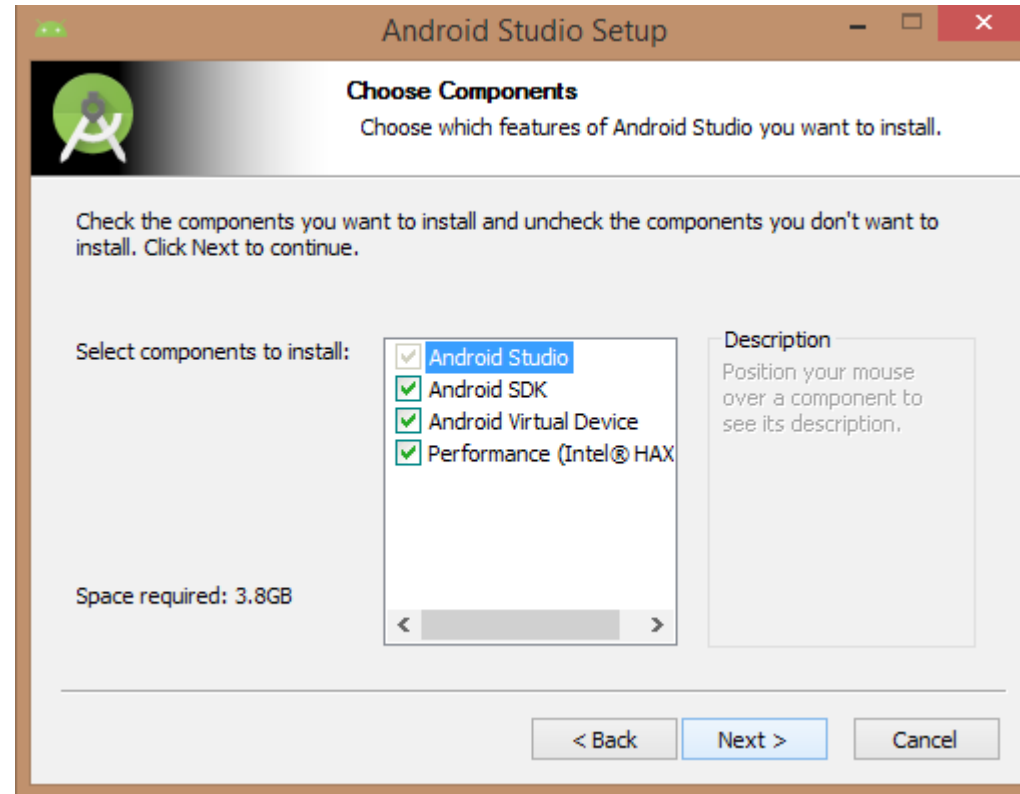 Android Studio Setup
Choose Components
Choose which features of Android Studio you want to install.
Check the components you want to install and uncheck the components you don't want to
install. Click Next to continue.
Select components to install:
Android Studio
Android SDK
Android Virtual Device
Performance (Intel® HAX
Description
Position your mouse
over a component to
see its description.
Space required: 3.8GB
< Back
Next >
Cancel